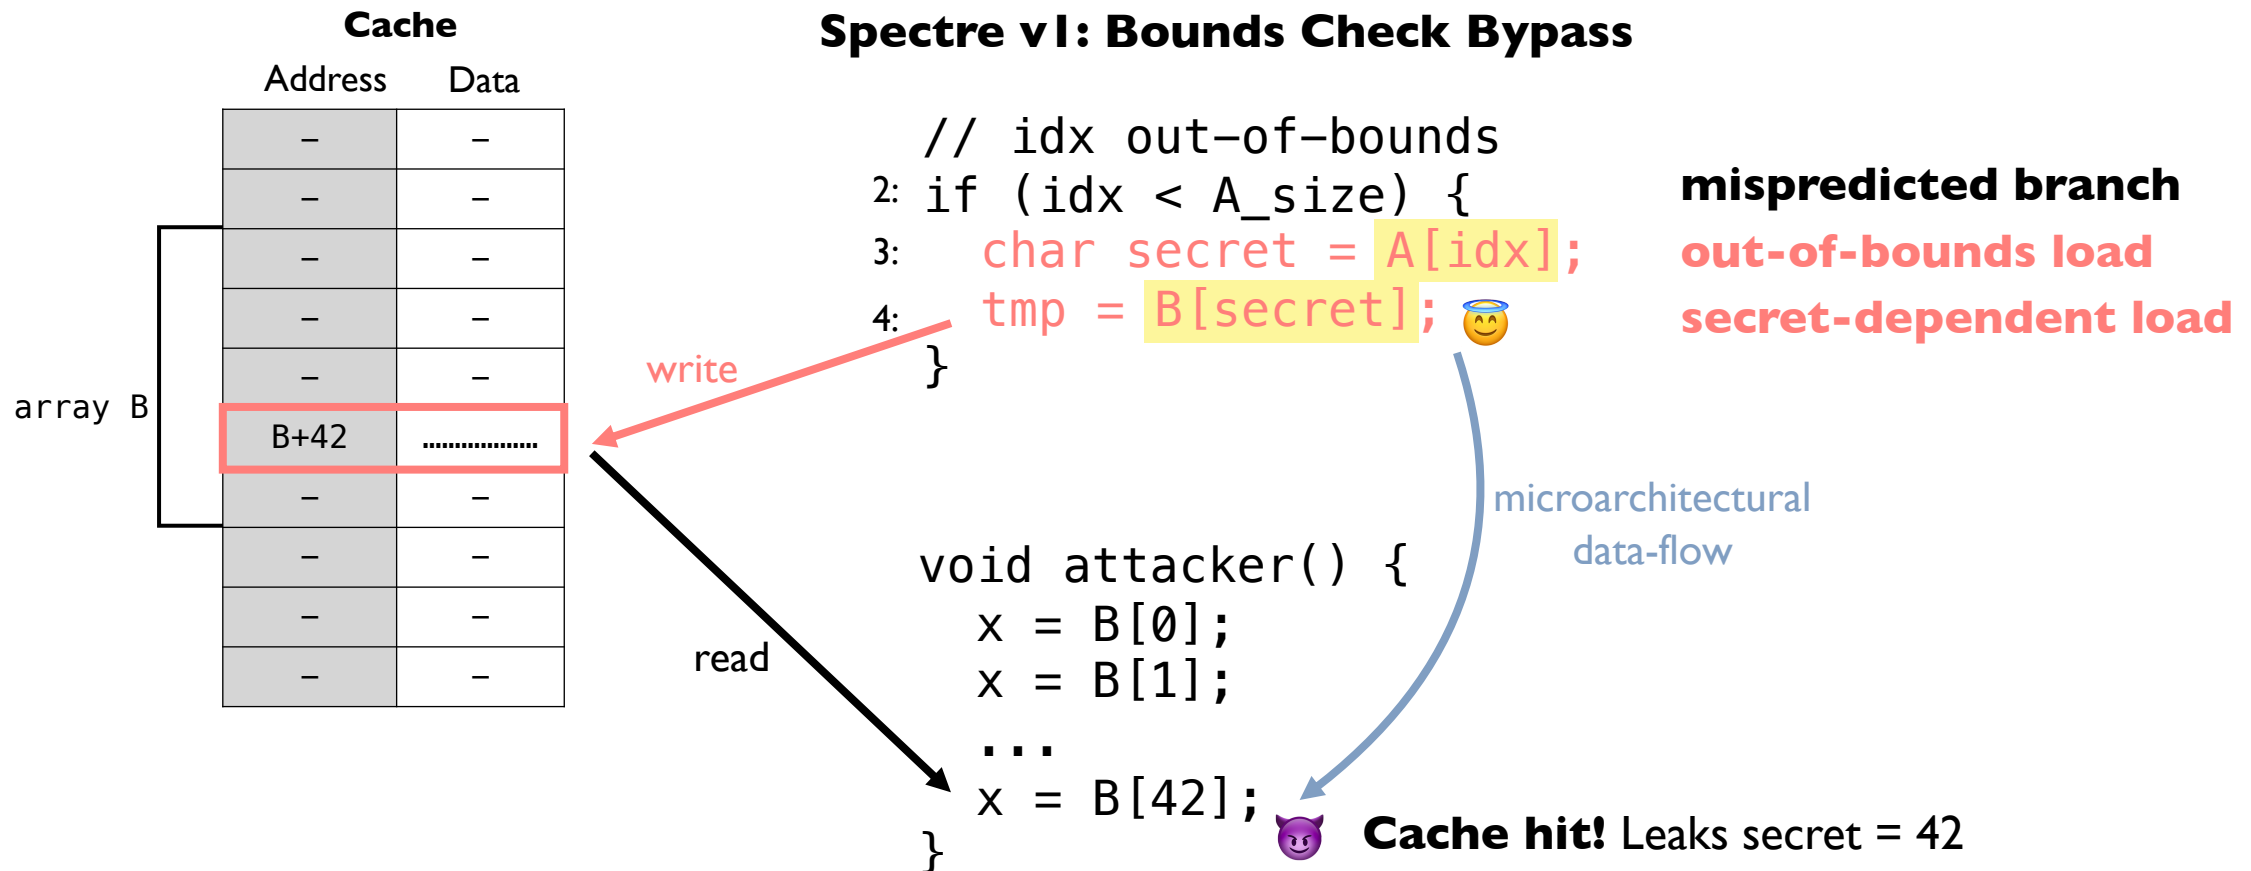 Cache
Spectre v1: Bounds Check Bypass
Address Data
– –
– –
– –
– –
– –
B+42 ..................
– –
– –
– –
– –
array B
// idx out–of–bounds
2: if (idx < A_size) { mispredicted branch
3: char secret = A[idx]; out-of-bounds load
4: tmp = B[secret]; secret-dependent load
}
write
read
microarchitectural
data-flow
void attacker() {
x = B[0];
x = B[1];
...
x = B[42];
}
Cache hit! Leaks secret = 42